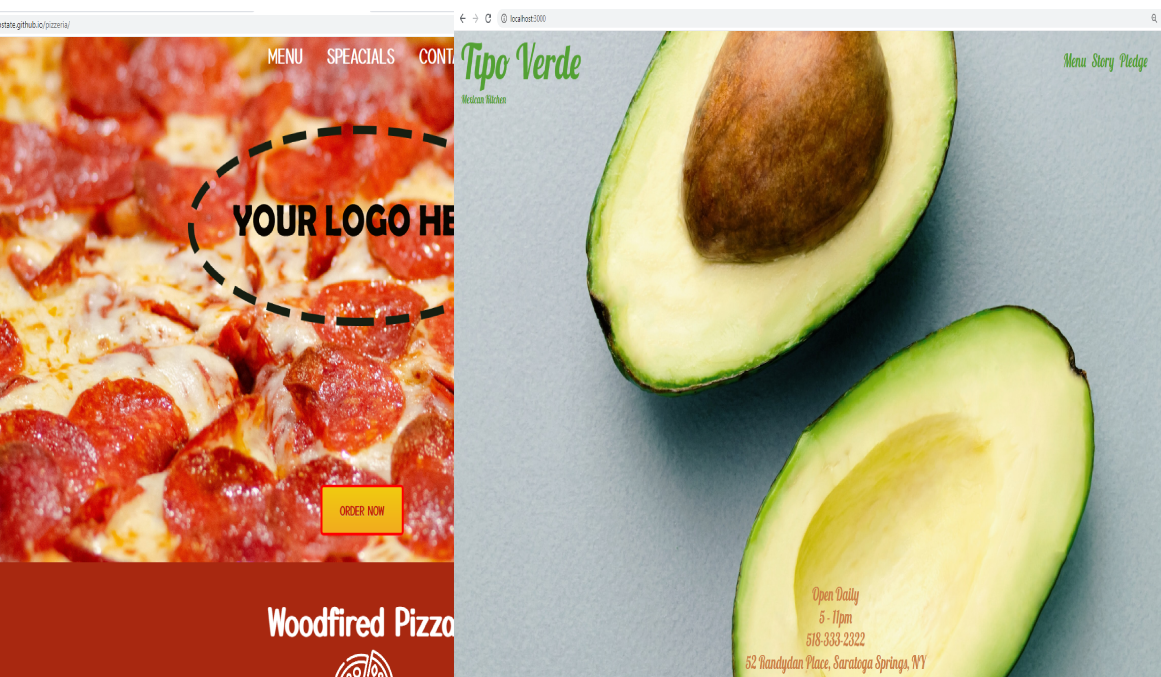 state.github.io/pizzeria/
MENU SPEACIALS CONTA
YOUR LOGO HE
ORDER NOW
Woodfired Pizza
localhost:3000
Tipo Verde
Mexican Kitchen
Menu Story Pledge
Open Daily
5 - 11pm
518-333-2322
52 Randydan Place, Saratoga Springs, NY